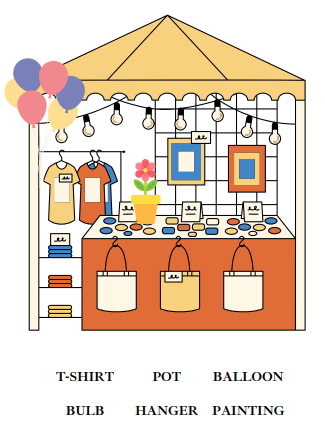 T-SHIRT POT BALLOON
BULB HANGER PAINTING